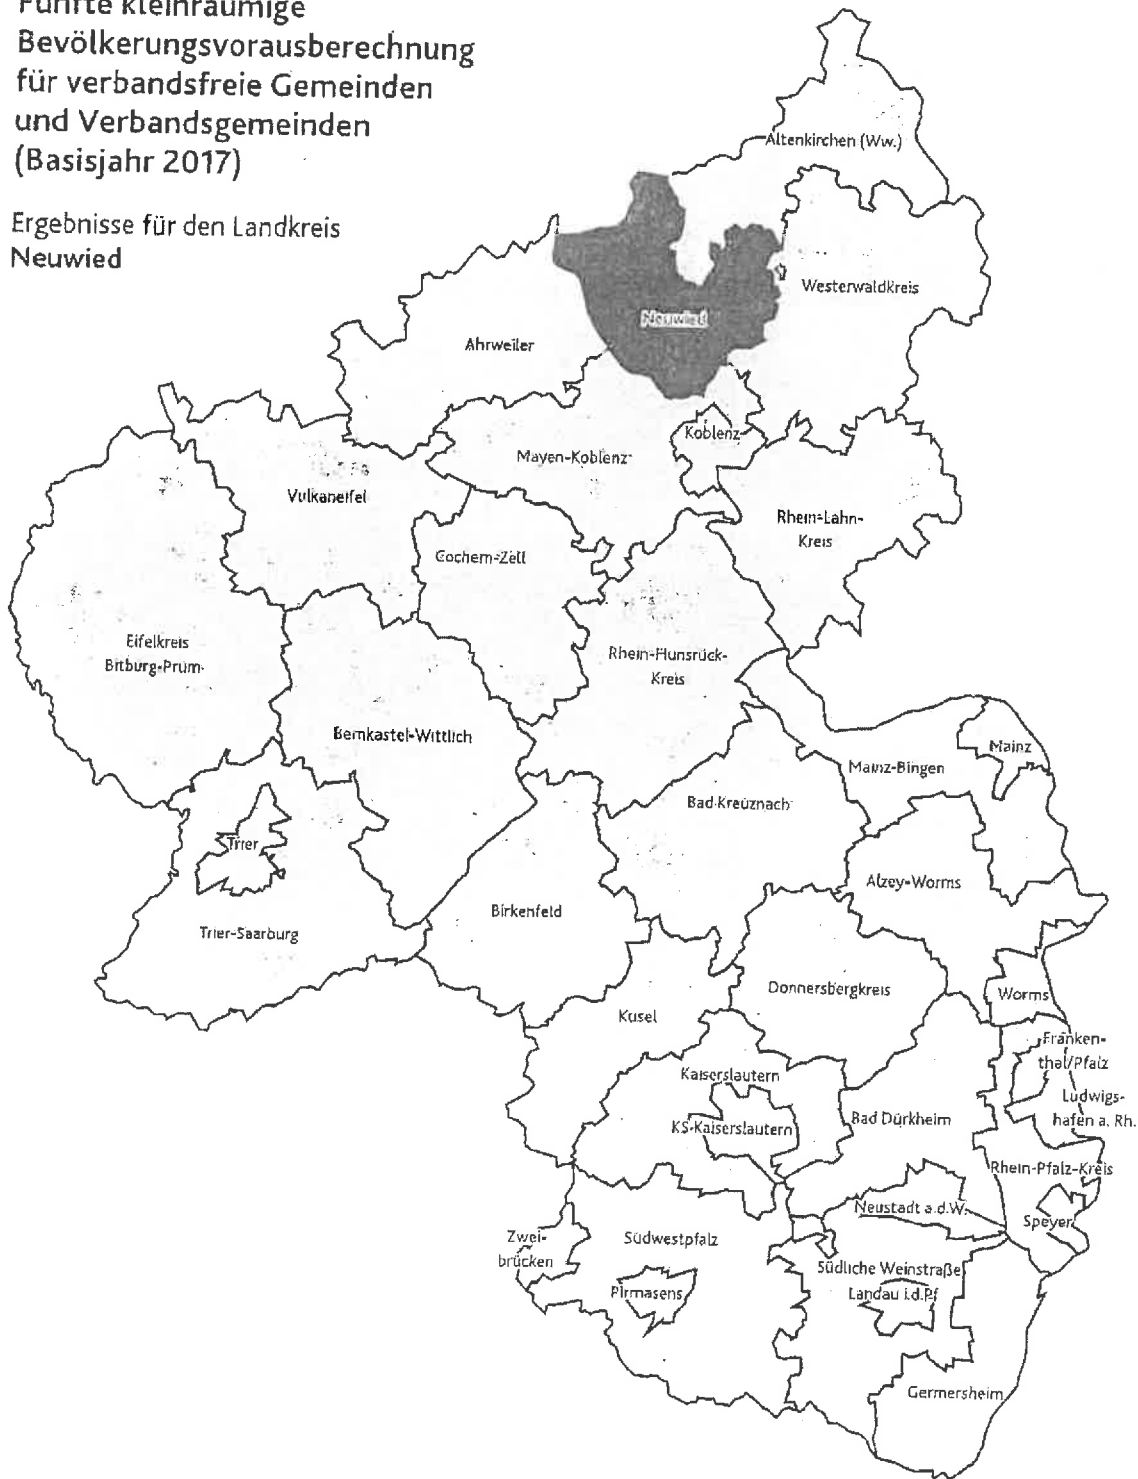 Fünfte kleinräumige
Bevölkerungsvorausberechnung
für verbandsfreie Gemeinden
und Verbandsgemeinden
(Basisjahr 2017)
Ergebnisse für den Landkreis
Neuwied
Altenkirchen (Ww.)
Westerwaldkreis
Neuwied
Ahrweiler
Koblenz
Mayen-Koblenz
Vulkaneifel
Rhein-Lahn-
Kreis
Cochem-Zell
Eifelkreis
Bitburg-Prüm
Rhein-Hunsrück-
Kreis
Bernkastel-Wittlich
Mainz
Mainz-Bingen
Bad Kreuznach
Trier
Alzey-Worms
Birkenfeld
Trier-Saarburg
Donnersbergkreis
Worms
Kusel
Franken-
thal/Pfalz
Kaiserslautern
Ludwigs-
hafen a. Rh.
Bad Dürkheim
KS-Kaiserslautern
Rhein-Pfalz-Kreis
Neustadt a.d.W.
Speyer
Zwei-
brücken
Südwestpfalz
Südliche Weinstraße
Landau i.d.Pf
Pirmasens
Germersheim